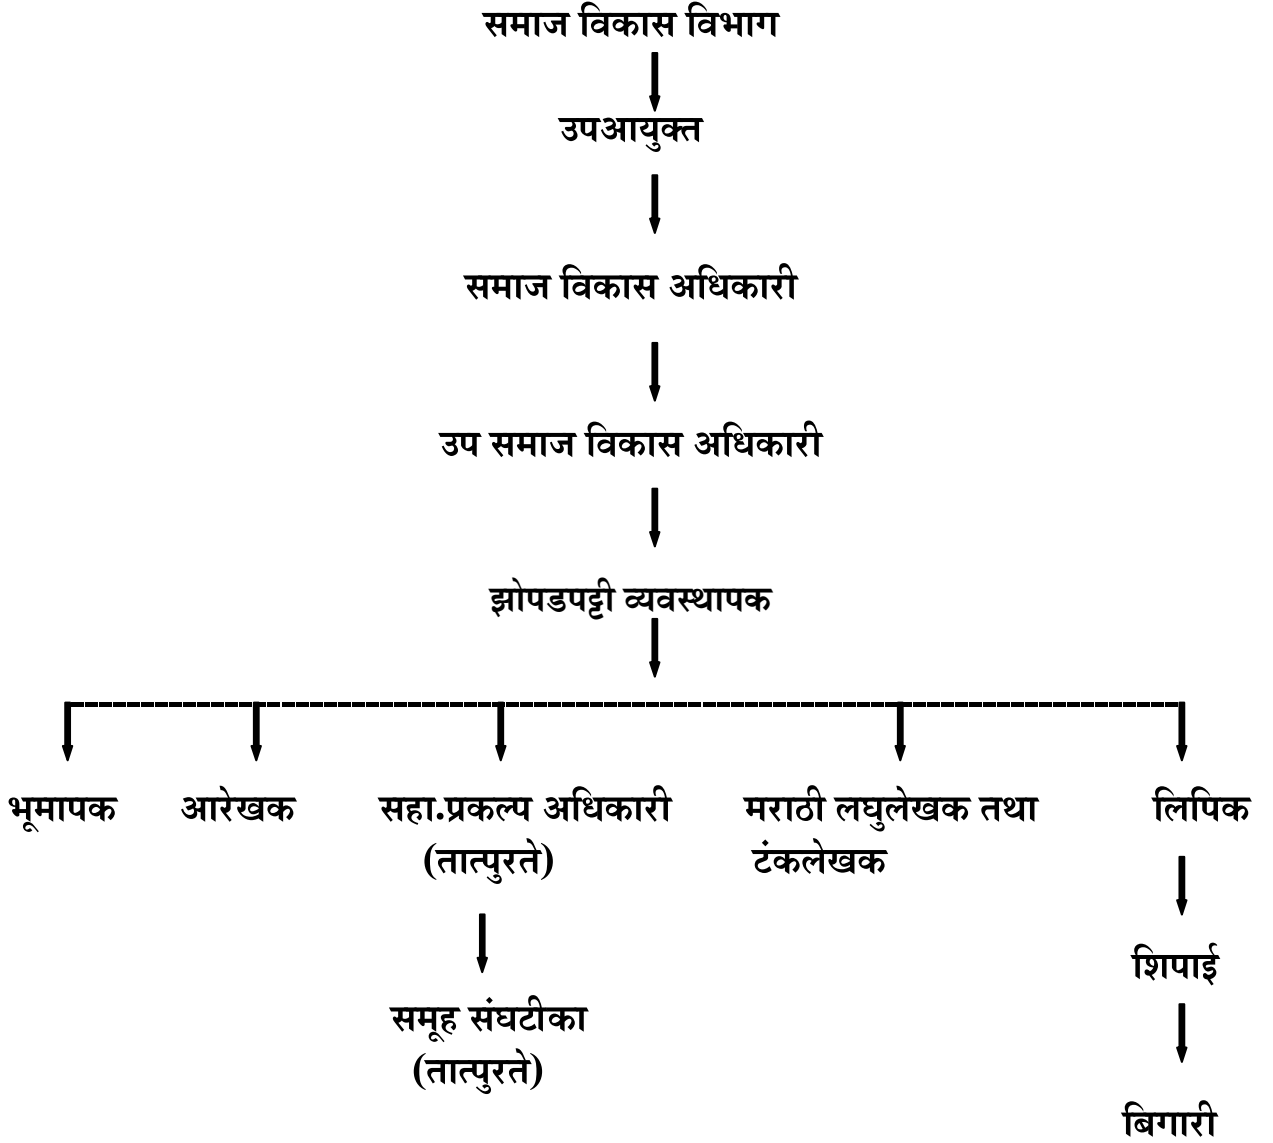 समाज विकास विभाग
उपआयुक्त
समाज विकास अधिकारी
उप समाज विकास अधिकारी
झोपडपट्टी व्यवस्थापक
भूमापक
आरेखक
सहा.प्रकल्प अधिकारी
(तात्पुरते)
मराठी लघुलेखक तथा
टंकलेखक
लिपिक
समूह संघटीका
(तात्पुरते)
शिपाई
बिगारी